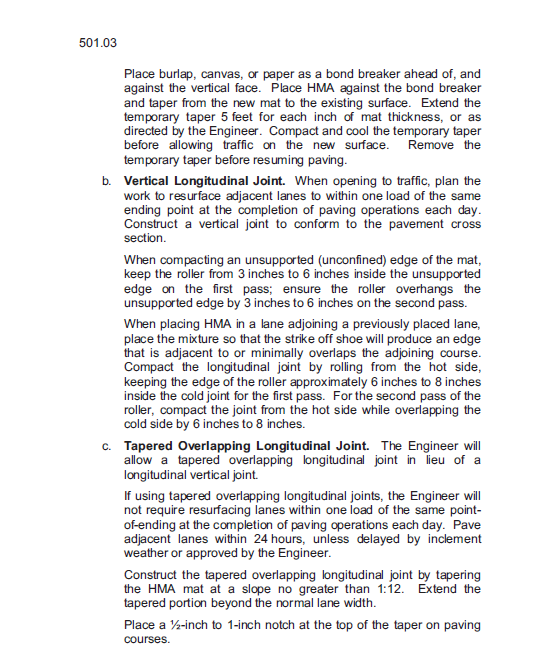 501.03
Place burlap, canvas, or paper as a bond breaker ahead of, and
against the vertical face. Place HMA against the bond breaker
and taper from the new mat to the existing surface. Extend the
temporary taper 5 feet for each inch of mat thickness, or as
directed by the Engineer. Compact and cool the temporary taper
before allowing traffic on the new surface. Remove the
temporary taper before resuming paving.
b. Vertical Longitudinal Joint. When opening to traffic, plan the
work to resurface adjacent lanes to within one load of the same
ending point at the completion of paving operations each day.
Construct a vertical joint to conform to the pavement cross
section.
When compacting an unsupported (unconfined) edge of the mat,
keep the roller from 3 inches to 6 inches inside the unsupported
edge on the first pass; ensure the roller overhangs the
unsupported edge by 3 inches to 6 inches on the second pass.
When placing HMA in a lane adjoining a previously placed lane,
place the mixture so that the strike off shoe will produce an edge
that is adjacent to or minimally overlaps the adjoining course.
Compact the longitudinal joint by rolling from the hot side,
keeping the edge of the roller approximately 6 inches to 8 inches
inside the cold joint for the first pass. For the second pass of the
roller, compact the joint from the hot side while overlapping the
cold side by 6 inches to 8 inches.
c. Tapered Overlapping Longitudinal Joint. The Engineer will
allow a tapered overlapping longitudinal joint in lieu of a
longitudinal vertical joint.
If using tapered overlapping longitudinal joints, the Engineer will
not require resurfacing lanes within one load of the same point-
of-ending at the completion of paving operations each day. Pave
adjacent lanes within 24 hours, unless delayed by inclement
weather or approved by the Engineer.
Construct the tapered overlapping longitudinal joint by tapering
the HMA mat at a slope no greater than 1:12. Extend the
tapered portion beyond the normal lane width.
Place a ½-inch to 1-inch notch at the top of the taper on paving
courses.